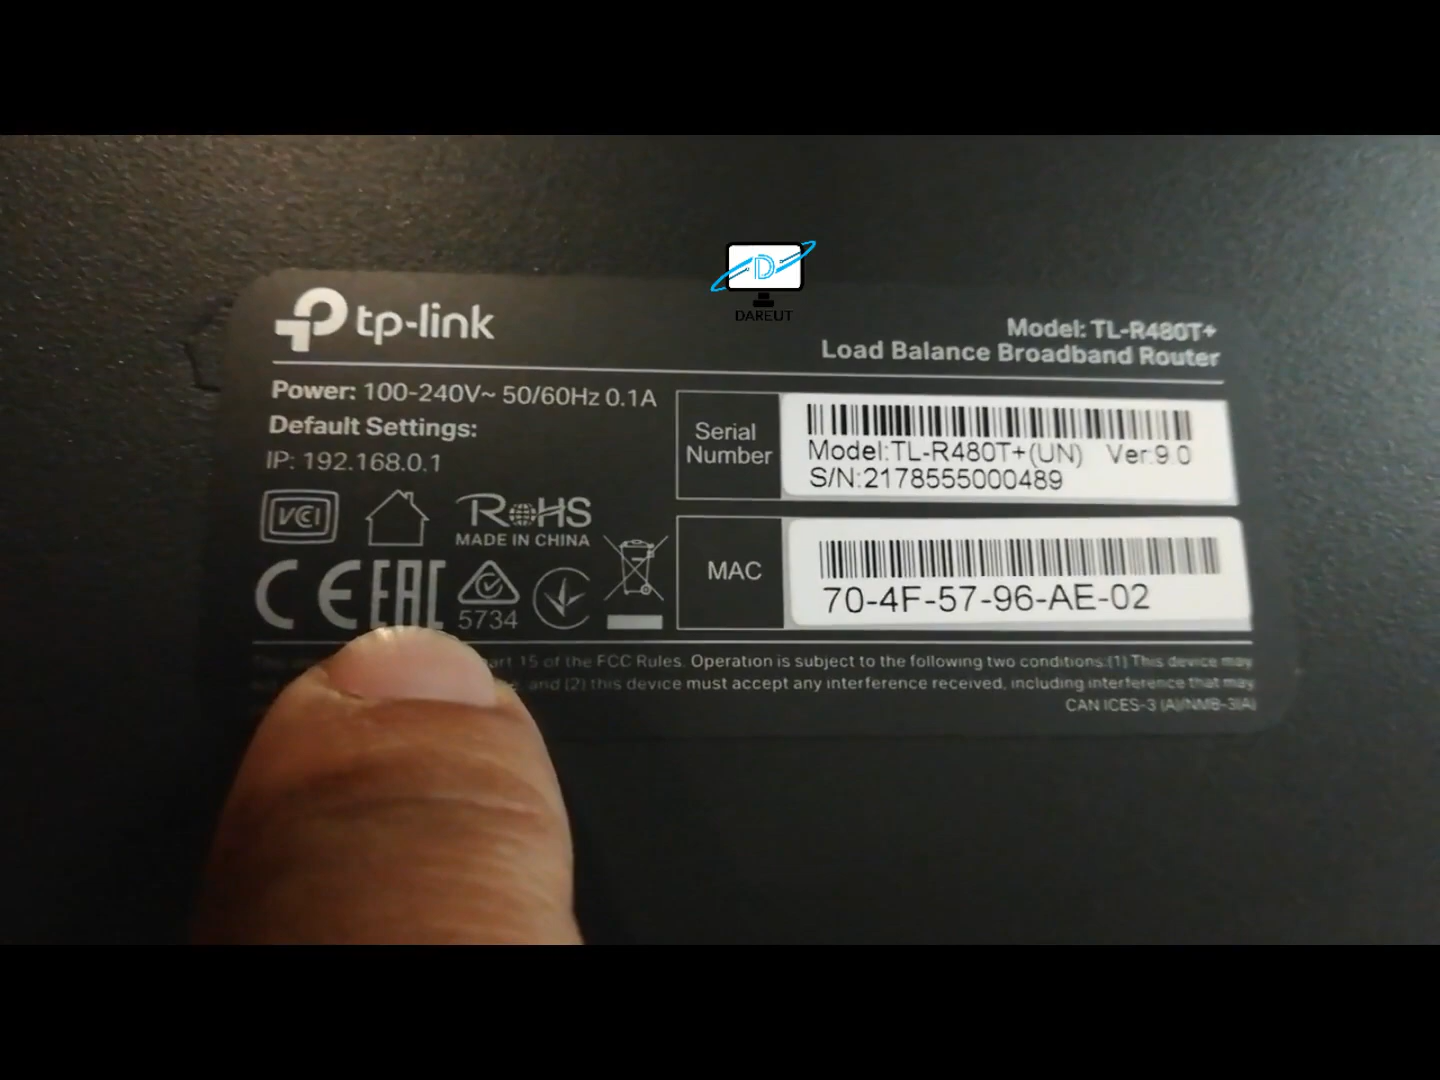 DAREUT
tp-link
Model: TL-R480T+
Load Balance Broadband Router
Power: 100-240V~ 50/60Hz 0.1A
Default Settings:
IP: 192.168.0.1
VCI
RoHS
MADE IN CHINA
CE EAC
5734
Serial
Number
Model:TL-R480T+(UN) Ver:9.0
S/N:2178555000489
MAC
70-4F-57-96-AE-02
15 of the FCC Rules. Operation is subject to the following two conditions:(1) This device may
and (2) this device must accept any interference received, including interference that may
CAN ICES-3 (A)/NMB-3(A)